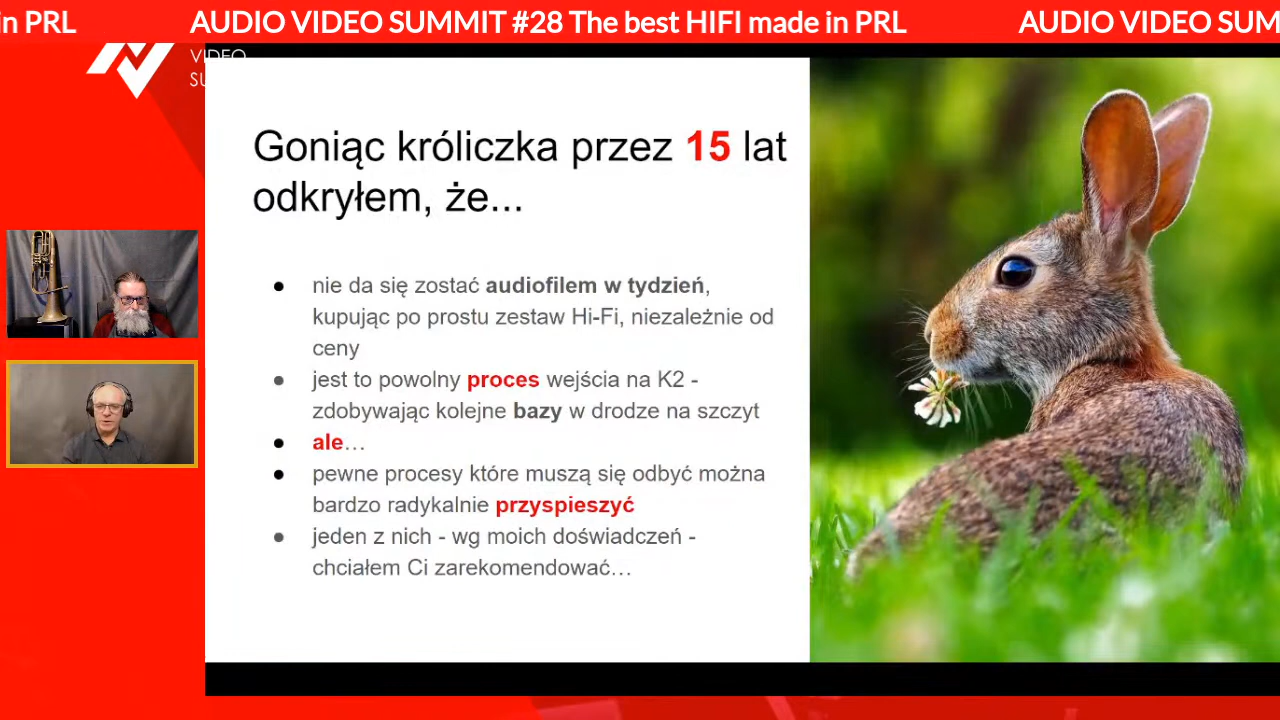 in PRL AUDIO VIDEO SUMMIT #28 The best HIFI made in PRL AUDIO VIDEO SUM
VIDEO
Goniąc króliczka przez 15 lat
odkryłem, że...
● nie da się zostać audiofilem w tydzień,
kupując po prostu zestaw Hi-Fi, niezależnie od
ceny
● jest to powolny proces wejścia na K2 -
zdobywając kolejne bazy w drodze na szczyt
● ale…
● pewne procesy które muszą się odbyć można
bardzo radykalnie przyspieszyć
● jeden z nich - wg moich doświadczeń -
chciałem Ci zarekomendować…